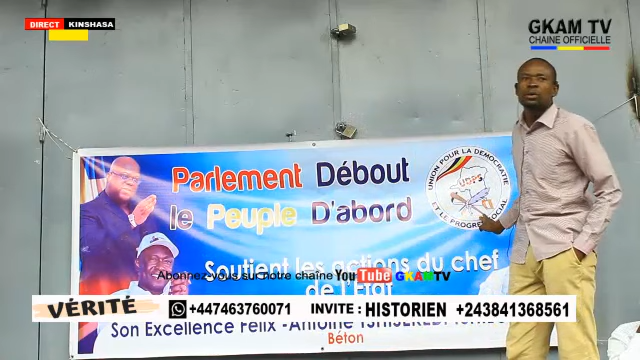 DIRECT KINSHASA
GKAM TV
CHAINE OFFICIELLE
Parlement Débout
le Peuple D'abord
UNION POUR LA DEMOCRATIE
UDPS
ET LE PROGRES SOCIAL
Soutient les actions du chef
de l'Etat
Abonnez-vous sur notre chaîne YouTube GKAMTV
VÉRITÉ +447463760071 INVITE : HISTORIEN +243841368561
Son Excellence Felix -Antoine
Béton